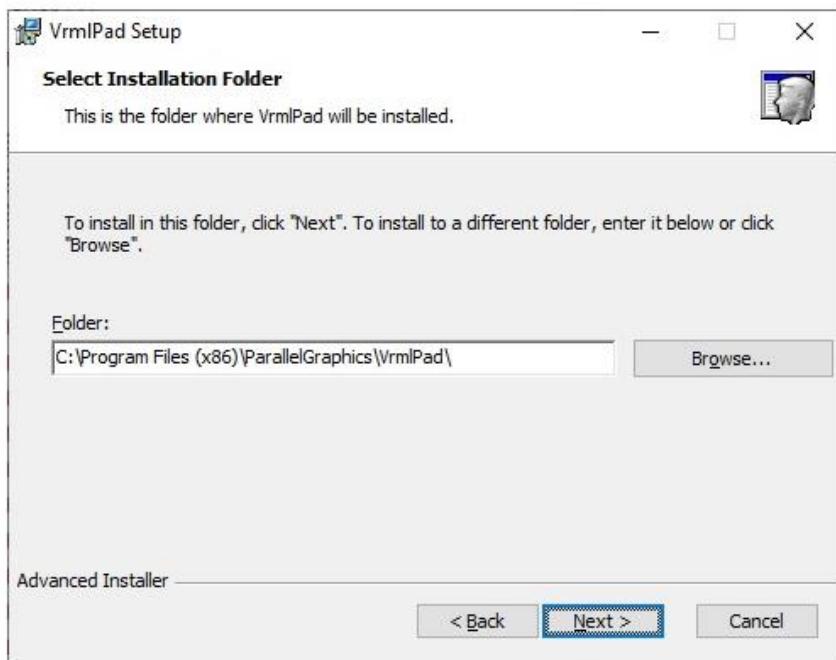 VrmlPad Setup
Select Installation Folder
This is the folder where VrmlPad will be installed.
To install in this folder, click "Next". To install to a different folder, enter it below or click
"Browse".
Folder:
C:\Program Files (x86)\ParallelGraphics\VrmlPad\
Browse...
Advanced Installer
< Back
Next >
Cancel